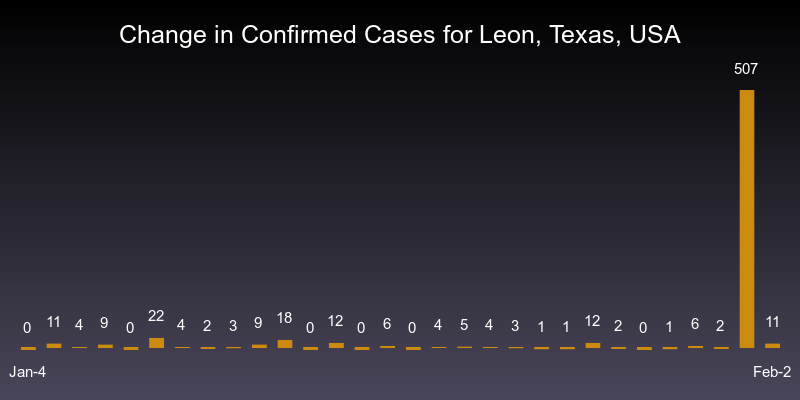 Change in Confirmed Cases for Leon, Texas, USA
507
0 11 4 9 0 22 4 2 3 9 18 0 12 0 6 0 4 5 4 3 1 1 12 2 0 1 6 2 11
Jan-4 Feb-2